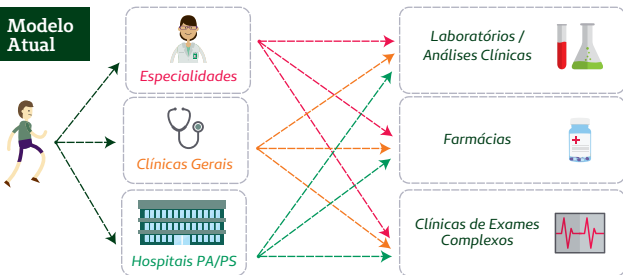 Modelo
Atual
Especialidades
Clínicas Gerais
Hospitais PA/PS
Laboratórios /
Análises Clínicas
Farmácias
Clínicas de Exames
Complexos